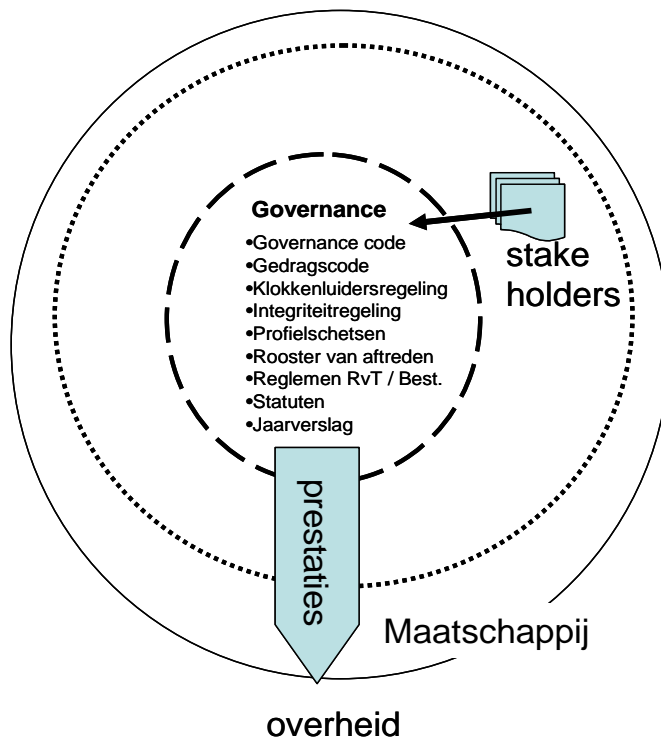 Governance
•Governance code
•Gedragscode
•Klokkenluidersregeling
•Integriteitregeling
•Profielschetsen
•Rooster van aftreden
•Reglemen RvT / Best.
•Statuten
•Jaarverslag
stake
holders
prestaties
Maatschappij
overheid